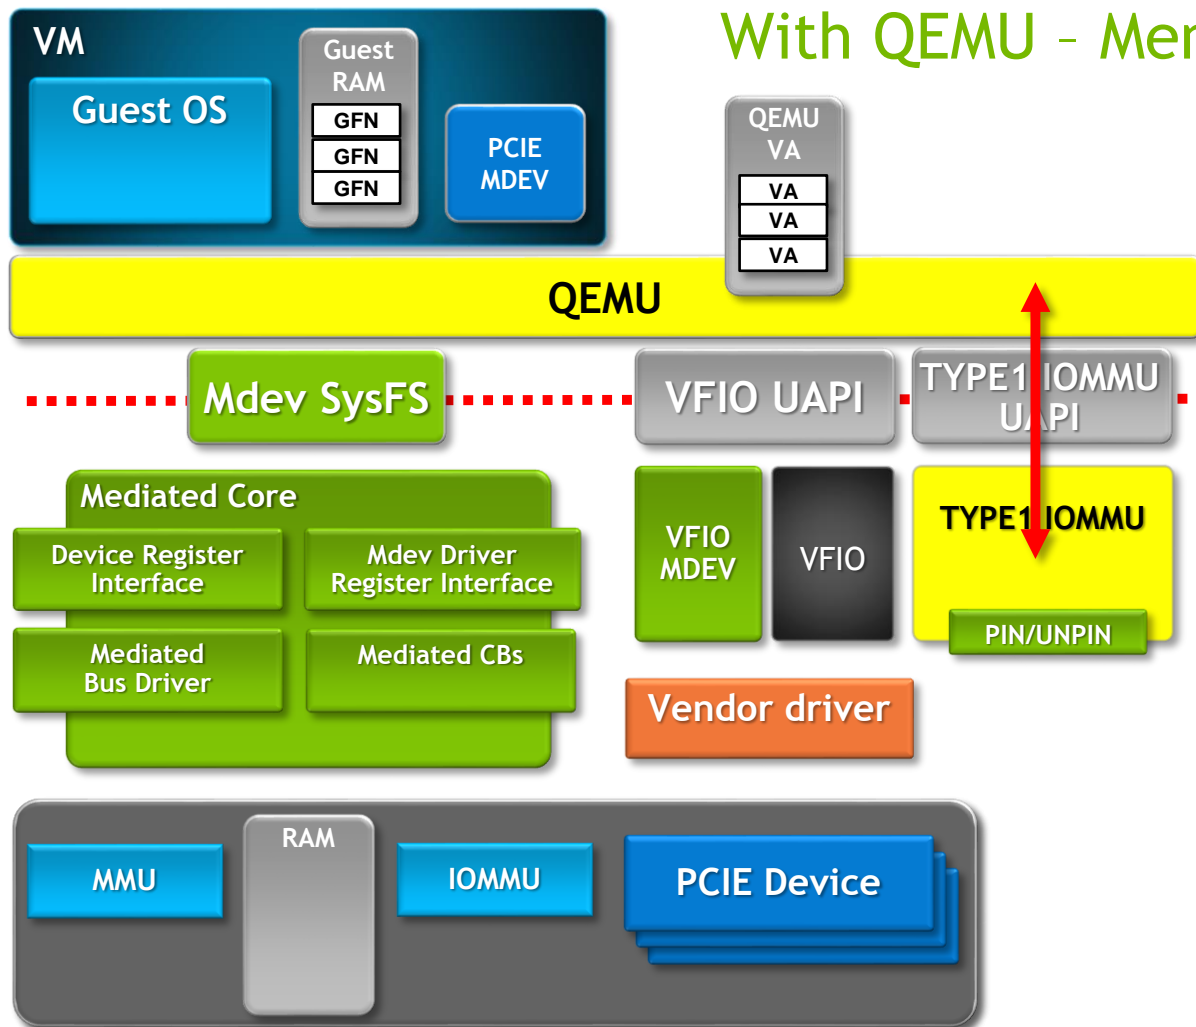 With QEMU – Mer
VM
Guest OS
Guest
RAM
GFN
GFN
GFN
PCIE
MDEV
QEMU
VA
VA
VA
VA
QEMU
Mdev SysFS
VFIO UAPI
TYPE1 IOMMU
UAPI
Mediated Core
Device Register
Interface
Mdev Driver
Register Interface
Mediated
Bus Driver
Mediated CBs
VFIO
MDEV
VFIO
TYPE1 IOMMU
PIN/UNPIN
Vendor driver
MMU
RAM
IOMMU
PCIE Device